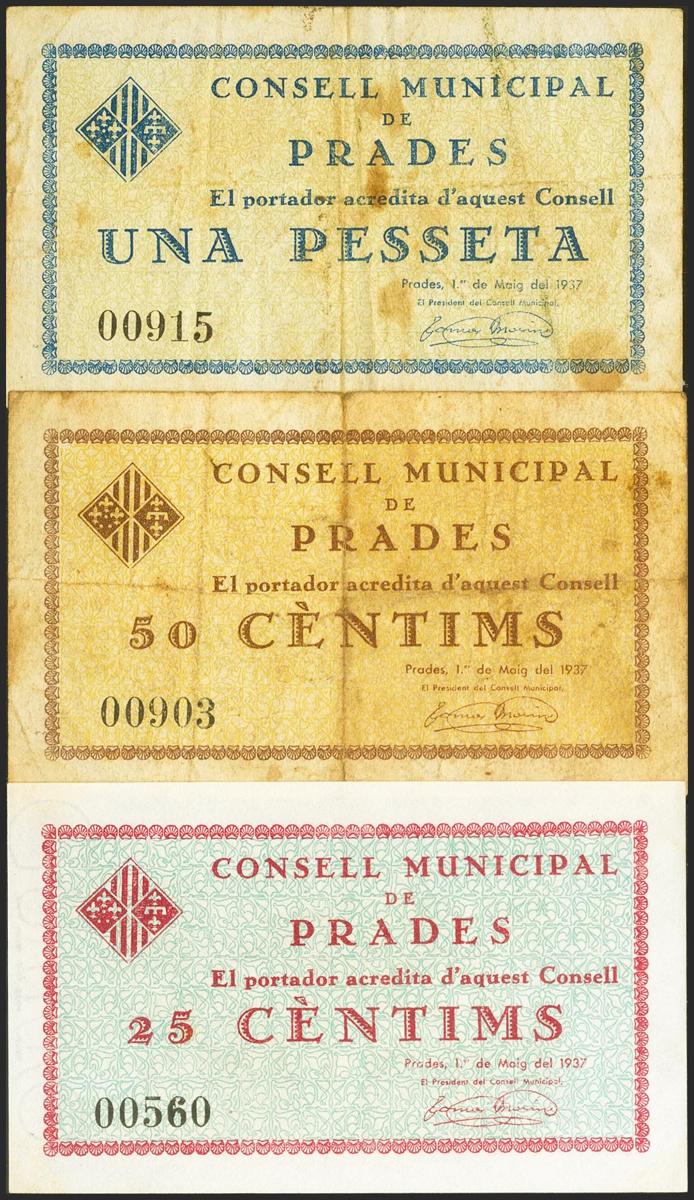 CONSELL MUNICIPAL
DE
PRADES
El portador acredita d'aquest Consell
UNA PESSETA
Prades, 1.er de Maig del 1937
El President del Consell Municipal,
00915
CONSELL MUNICIPAL
DE
PRADES
El portador acredita d'aquest Consell
50 CÈNTIMS
Prades, 1.er de Maig del 1937
El President del Consell Municipal,
00903
CONSELL MUNICIPAL
DE
PRADES
El portador acredita d'aquest Consell
25 CÈNTIMS
Prades, 1.er de Maig del 1937
El President del Consell Municipal,
00560